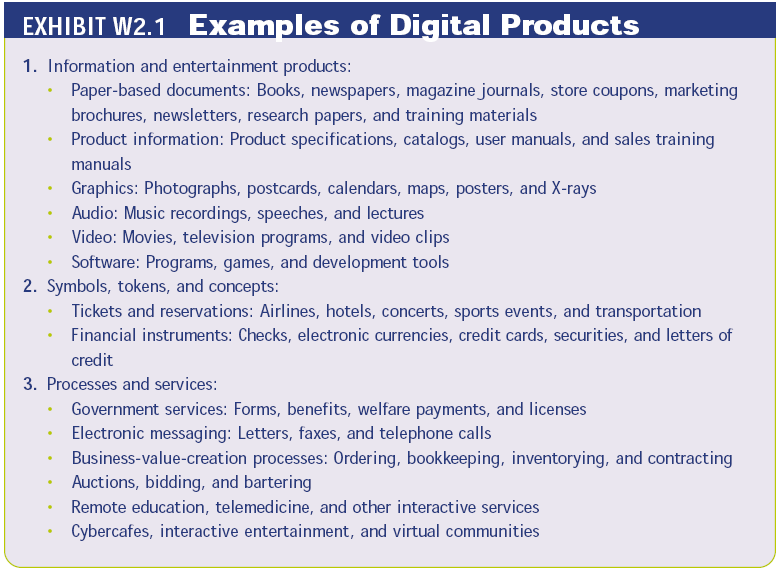 EXHIBIT W2.1 Examples of Digital Products
1. Information and entertainment products:
• Paper-based documents: Books, newspapers, magazine journals, store coupons, marketing
brochures, newsletters, research papers, and training materials
• Product information: Product specifications, catalogs, user manuals, and sales training
manuals
• Graphics: Photographs, postcards, calendars, maps, posters, and X-rays
• Audio: Music recordings, speeches, and lectures
• Video: Movies, television programs, and video clips
• Software: Programs, games, and development tools
2. Symbols, tokens, and concepts:
• Tickets and reservations: Airlines, hotels, concerts, sports events, and transportation
• Financial instruments: Checks, electronic currencies, credit cards, securities, and letters of
credit
3. Processes and services:
• Government services: Forms, benefits, welfare payments, and licenses
• Electronic messaging: Letters, faxes, and telephone calls
• Business-value-creation processes: Ordering, bookkeeping, inventorying, and contracting
• Auctions, bidding, and bartering
• Remote education, telemedicine, and other interactive services
• Cybercafes, interactive entertainment, and virtual communities